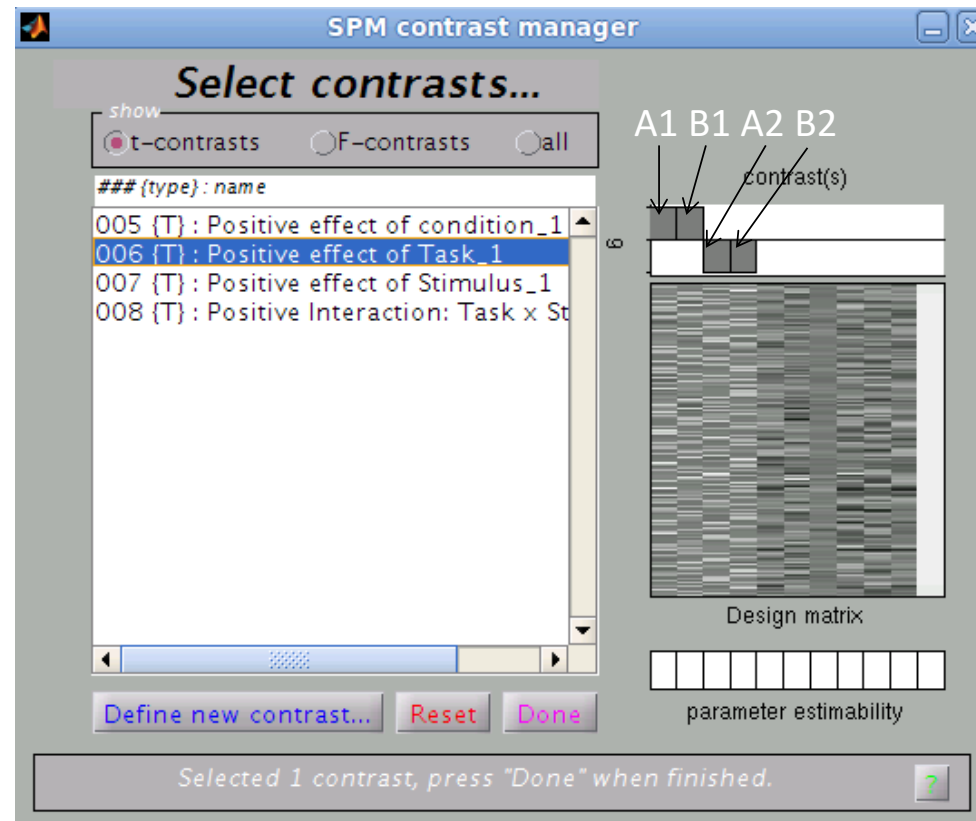 SPM contrast manager
Select contrasts...
show
t-contrasts F-contrasts all
### {type} : name
005 {T} : Positive effect of condition_1
006 {T} : Positive effect of Task_1
007 {T} : Positive effect of Stimulus_1
008 {T} : Positive Interaction: Task x St
Define new contrast... Reset Done
A1 B1 A2 B2
contrast(s)
6
Design matrix
parameter estimability
Selected 1 contrast, press "Done" when finished.
?